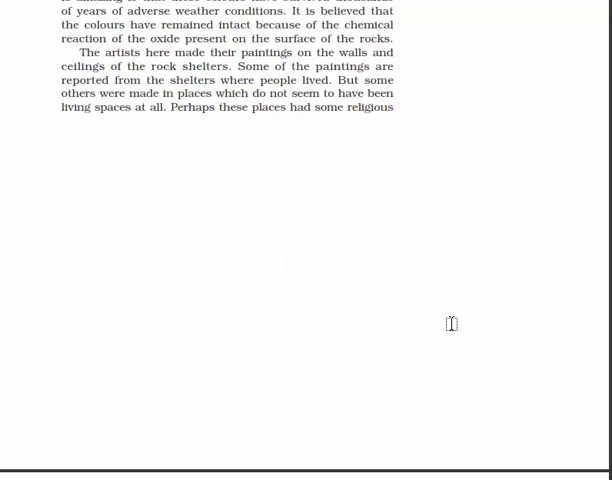 of years of adverse weather conditions. It is believed that
the colours have remained intact because of the chemical
reaction of the oxide present on the surface of the rocks.
The artists here made their paintings on the walls and
ceilings of the rock shelters. Some of the paintings are
reported from the shelters where people lived. But some
others were made in places which do not seem to have been
living spaces at all. Perhaps these places had some religious